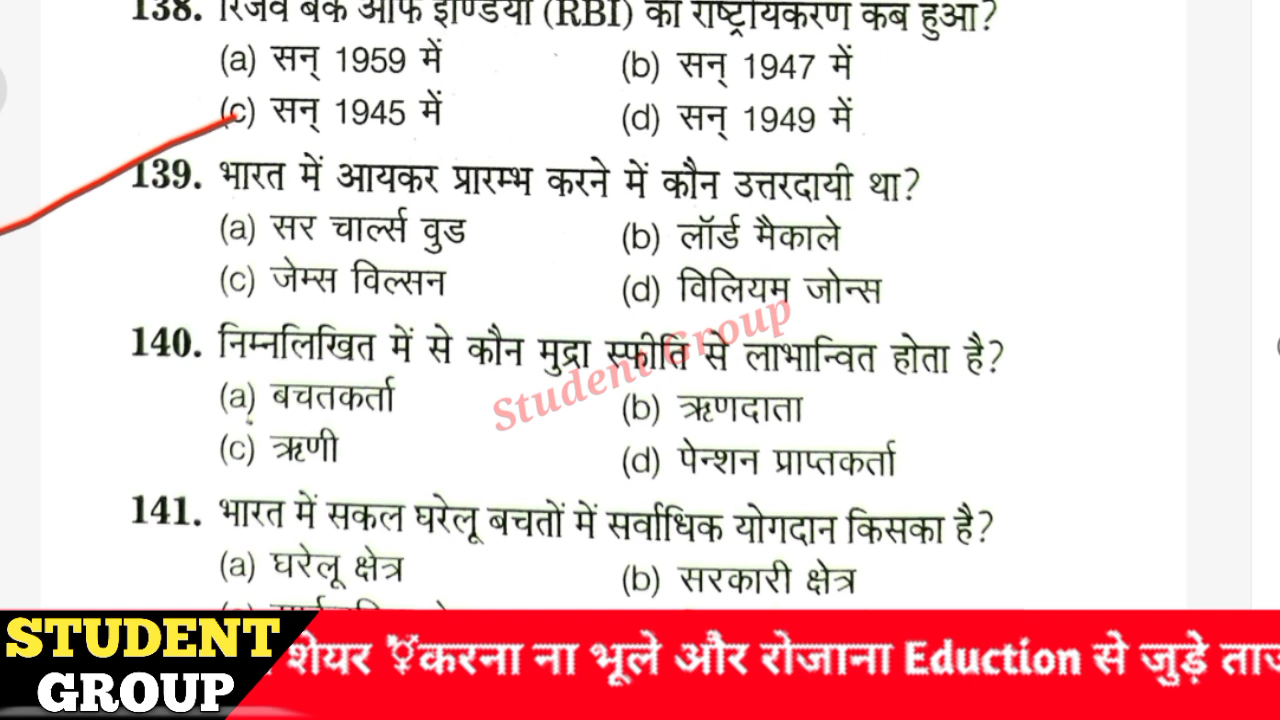 138. रिजर्व बैंक ऑफ इण्डिया (RBI) का राष्ट्रीयकरण कब हुआ?
(a) सन् 1959 में (b) सन् 1947 में
(c) सन् 1945 में (d) सन् 1949 में
139. भारत में आयकर प्रारम्भ करने में कौन उत्तरदायी था?
(a) सर चार्ल्स वुड (b) लॉर्ड मैकाले
(c) जेम्स विल्सन (d) विलियम जोन्स
140. निम्नलिखित में से कौन मुद्रा स्फीति से लाभान्वित होता है?
(a) बचतकर्ता (b) ऋणदाता
(c) ऋणी (d) पेन्शन प्राप्तकर्ता
Student Group
141. भारत में सकल घरेलू बचतों में सर्वाधिक योगदान किसका है?
(a) घरेलू क्षेत्र (b) सरकारी क्षेत्र
STUDENT
GROUP
शेयर ⚧करना ना भूले और रोजाना Eduction से जुड़े